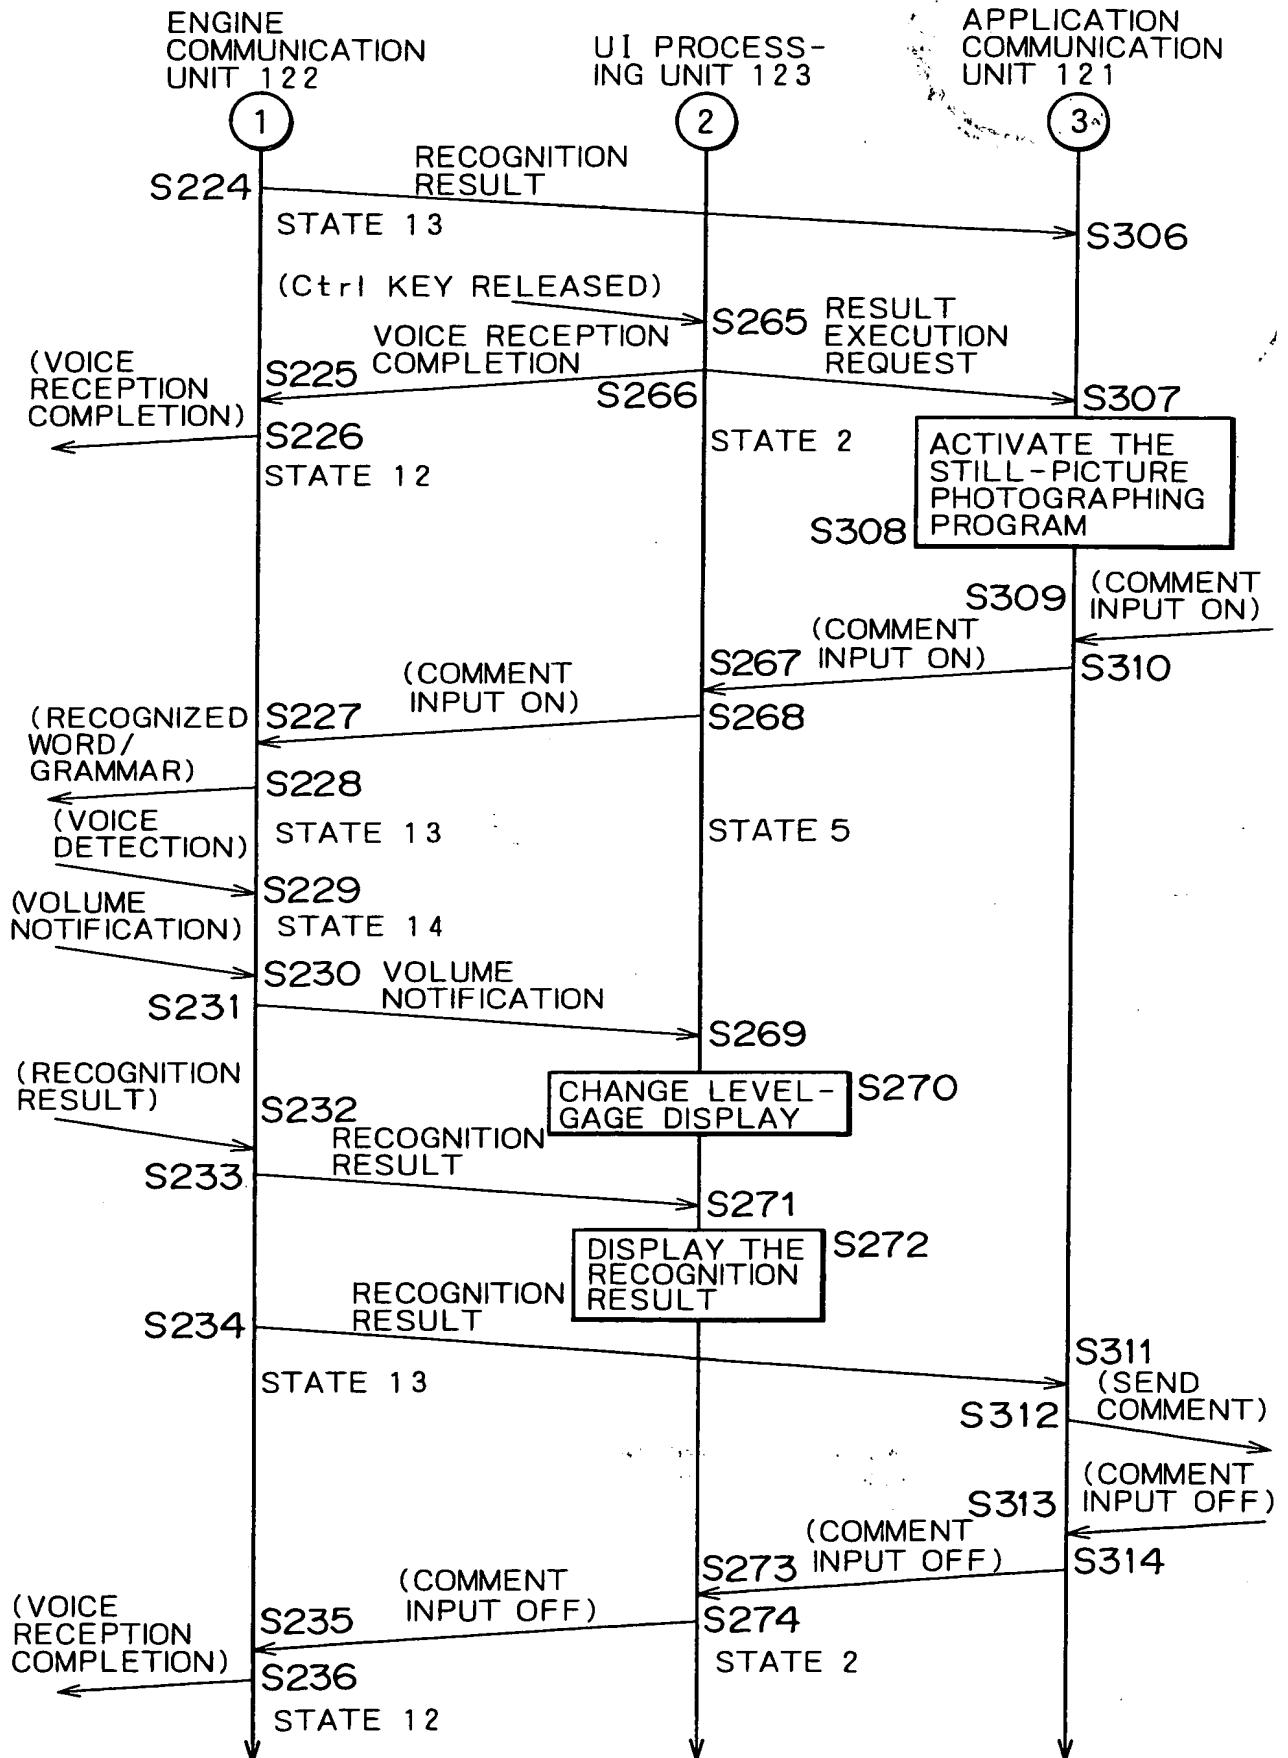 ENGINE
COMMUNICATION
UNIT 122
UI PROCESS-
ING UNIT 123
APPLICATION
COMMUNICATION
UNIT 121
1
2
3
S224
RECOGNITION
RESULT
STATE 13
S306
(Ctrl KEY RELEASED)
S265
RESULT
EXECUTION
REQUEST
VOICE RECEPTION
COMPLETION
(VOICE
RECEPTION
COMPLETION)
S225
S266
S307
S226
STATE 12
STATE 2
ACTIVATE THE
STILL-PICTURE
PHOTOGRAPHING
PROGRAM
S308
S309
(COMMENT
INPUT ON)
(COMMENT
INPUT ON)
S267
S310
(COMMENT
INPUT ON)
S227
S268
(RECOGNIZED
WORD/
GRAMMAR)
S228
(VOICE
DETECTION)
STATE 13
STATE 5
S229
(VOLUME
NOTIFICATION)
STATE 14
S230
VOLUME
NOTIFICATION
S231
S269
(RECOGNITION
RESULT)
CHANGE LEVEL-
GAGE DISPLAY
S270
S232
RECOGNITION
RESULT
S233
S271
DISPLAY THE
RECOGNITION
RESULT
S272
RECOGNITION
RESULT
S234
S311
STATE 13
(SEND
COMMENT)
S312
(COMMENT
INPUT OFF)
S313
(COMMENT
INPUT OFF)
S273
S314
(COMMENT
INPUT OFF)
(VOICE
RECEPTION
COMPLETION)
S235
S274
STATE 2
S236
STATE 12